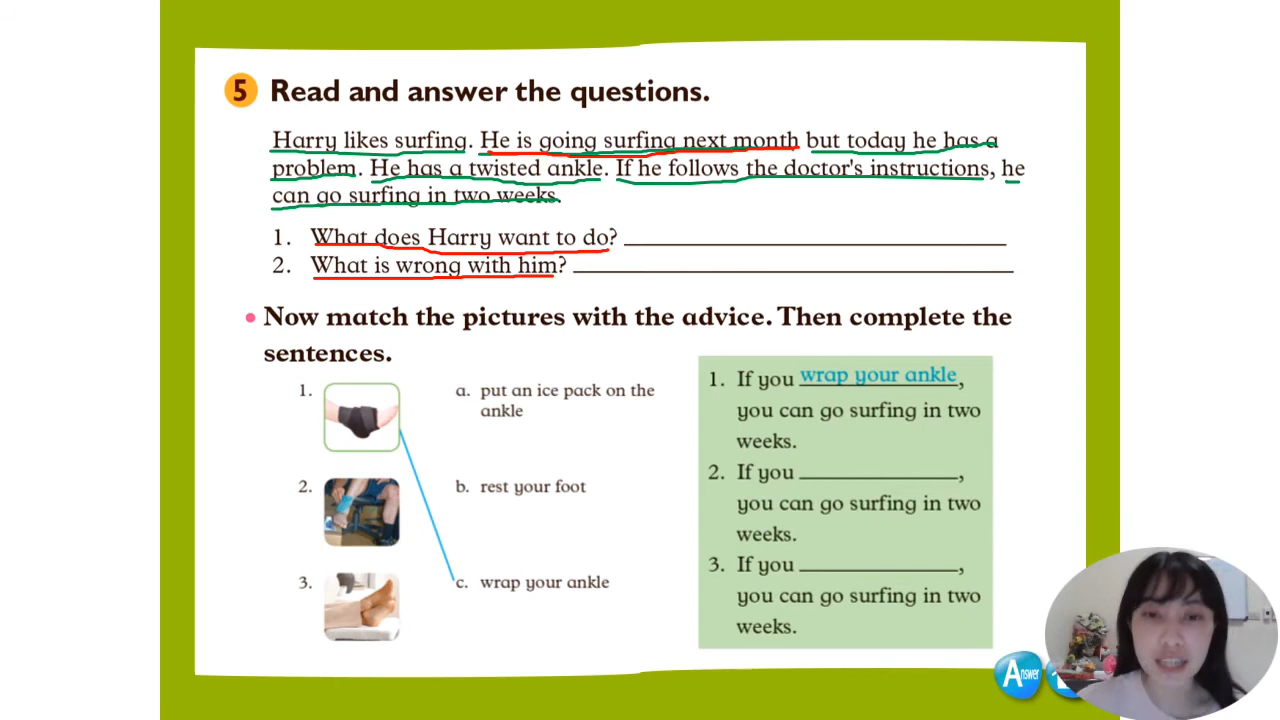 5 Read and answer the questions.
Harry likes surfing. He is going surfing next month but today he has a
problem. He has a twisted ankle. If he follows the doctor's instructions, he
can go surfing in two weeks.
1. What does Harry want to do? ____________________
2. What is wrong with him? ____________________
• Now match the pictures with the advice. Then complete the
sentences.
1.
a. put an ice pack on the
ankle
2.
b. rest your foot
3.
c. wrap your ankle
1. If you wrap your ankle,
you can go surfing in two
weeks.
2. If you ____________,
you can go surfing in two
weeks.
3. If you ____________,
you can go surfing in two
weeks.
Answer